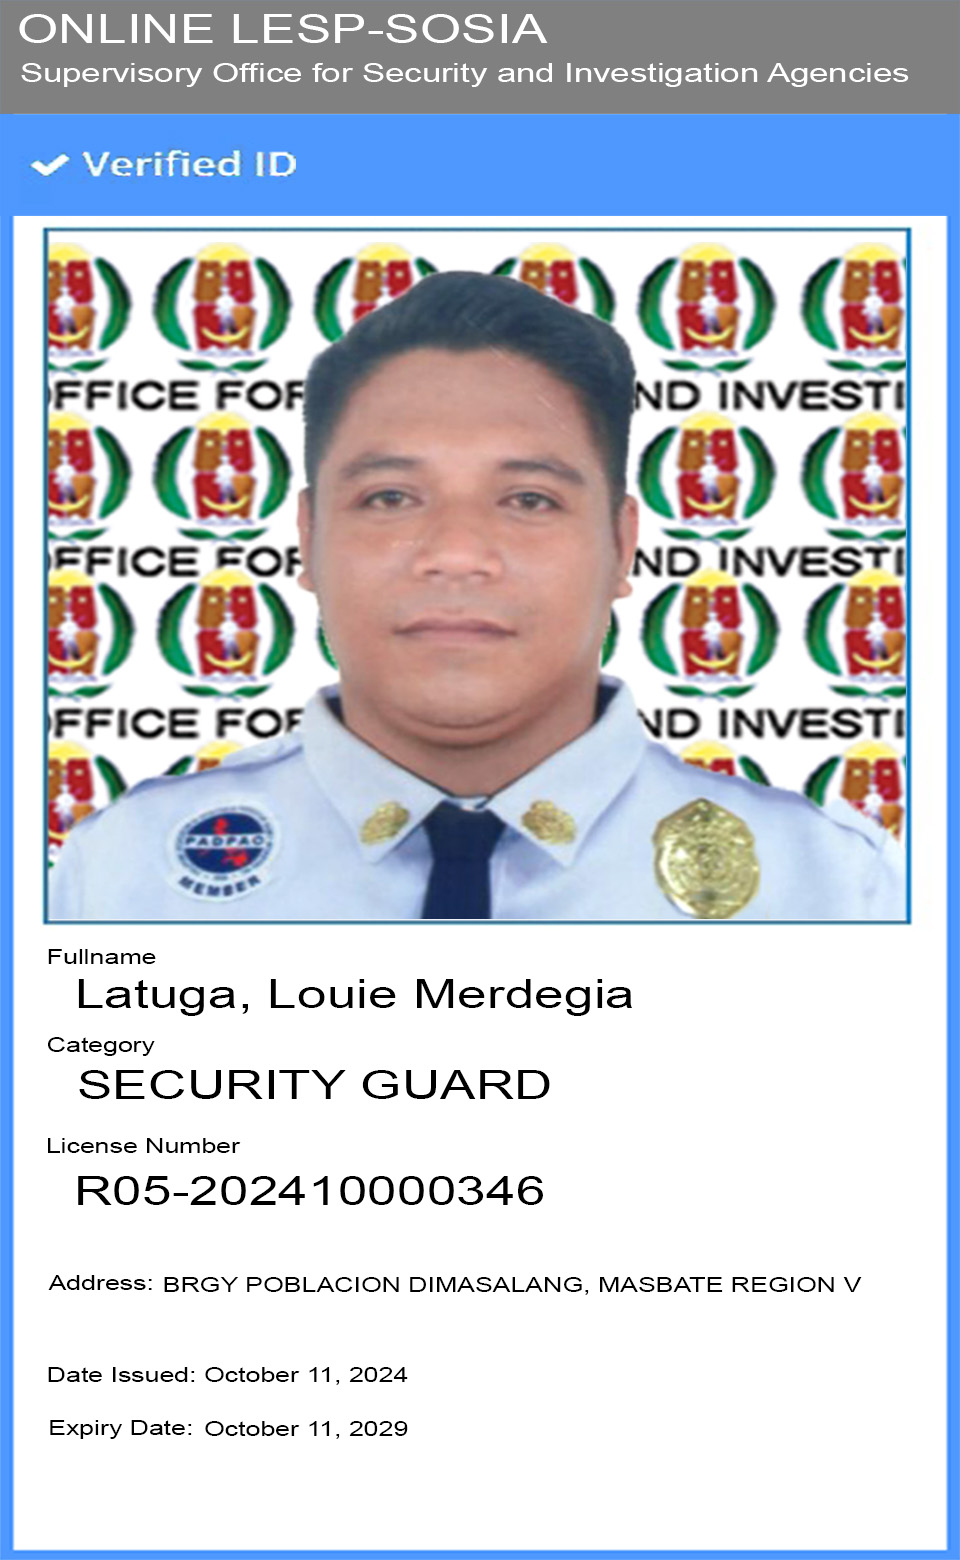 ONLINE LESP-SOSIA
Supervisory Office for Security and Investigation Agencies
Verified ID
FFICE FOR ND INVESTI
FFICE FOR ND INVESTI
FFICE FOR ND INVESTI
PADPAO
MEMBER
Fullname
Latuga, Louie Merdegia
Category
SECURITY GUARD
License Number
R05-202410000346
Address: BRGY POBLACION DIMASALANG, MASBATE REGION V
Date Issued: October 11, 2024
Expiry Date: October 11, 2029